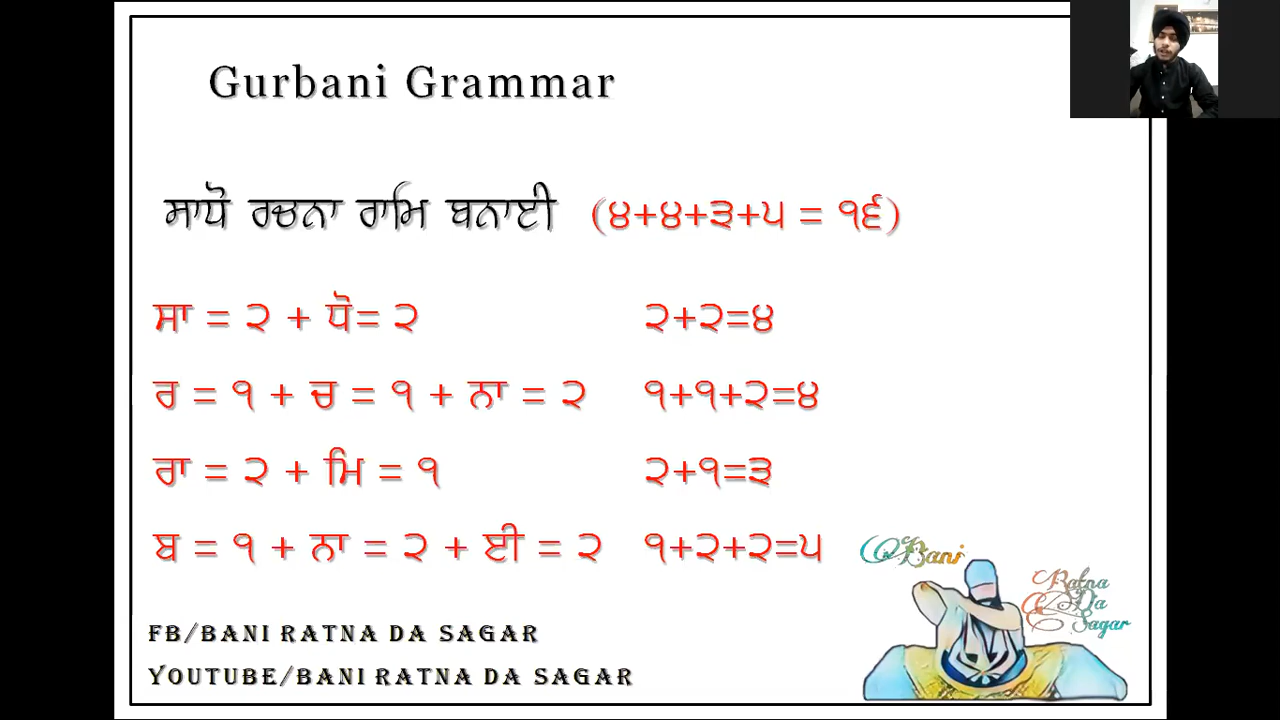 Gurbani Grammar
ਸਾਧੋ ਰਚਨਾ ਰਾਮਿ ਬਨਾਈ (੪+੪+੩+੫ = ੧੬)
ਸਾ = ੨ + ਧੋ= ੨ ੨+੨=੪
ਰ = ੧ + ਚ = ੧ + ਨਾ = ੨ ੧+੧+੨=੪
ਰਾ = ੨ + ਮਿ = ੧ ੨+੧=੩
ਬ = ੧ + ਨਾ = ੨ + ਈ = ੨ ੧+੨+੨=੫
Bani
Ratna
Da
Sagar
FB/BANI RATNA DA SAGAR
YOUTUBE/BANI RATNA DA SAGAR